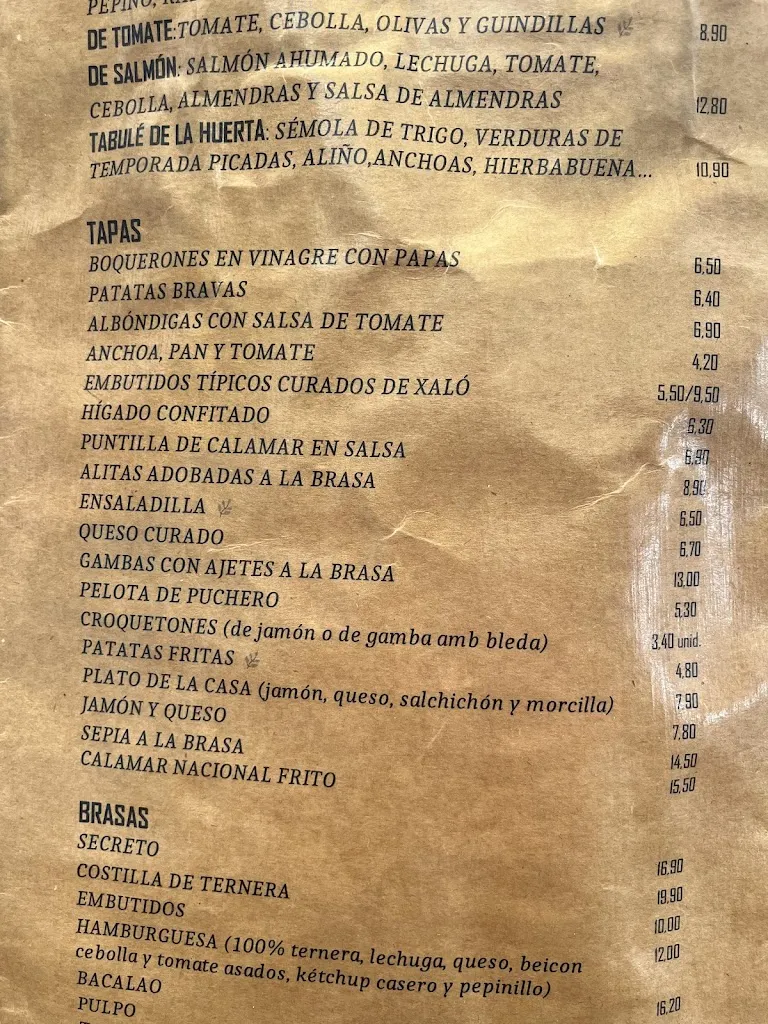 PEPINO,
DE TOMATE:TOMATE, CEBOLLA, OLIVAS Y GUINDILLAS 8,90
DE SALMÓN: SALMÓN AHUMADO, LECHUGA, TOMATE,
CEBOLLA, ALMENDRAS Y SALSA DE ALMENDRAS 12,80
TABULÉ DE LA HUERTA: SÉMOLA DE TRIGO, VERDURAS DE
TEMPORADA PICADAS, ALIÑO,ANCHOAS, HIERBABUENA... 10,90
TAPAS
BOQUERONES EN VINAGRE CON PAPAS 6,50
PATATAS BRAVAS 6,40
ALBÓNDIGAS CON SALSA DE TOMATE 6,90
ANCHOA, PAN Y TOMATE 4,20
EMBUTIDOS TÍPICOS CURADOS DE XALÓ 5,50/9,50
HÍGADO CONFITADO 6,30
PUNTILLA DE CALAMAR EN SALSA 6,90
ALITAS ADOBADAS A LA BRASA 8,90
ENSALADILLA 6,50
QUESO CURADO 6,70
GAMBAS CON AJETES A LA BRASA 13,00
PELOTA DE PUCHERO 5,30
CROQUETONES (de jamón o de gamba amb bleda) 3,40 unid.
PATATAS FRITAS 4,80
PLATO DE LA CASA (jamón, queso, salchichón y morcilla) 7,90
JAMÓN Y QUESO 7,80
SEPIA A LA BRASA 14,50
CALAMAR NACIONAL FRITO 15,50
BRASAS
SECRETO 16,90
COSTILLA DE TERNERA 19,90
EMBUTIDOS 10,00
HAMBURGUESA (100% ternera, lechuga, queso, beicon 12,00
cebolla y tomate asados, kétchup casero y pepinillo)
BACALAO 16,20
PULPO